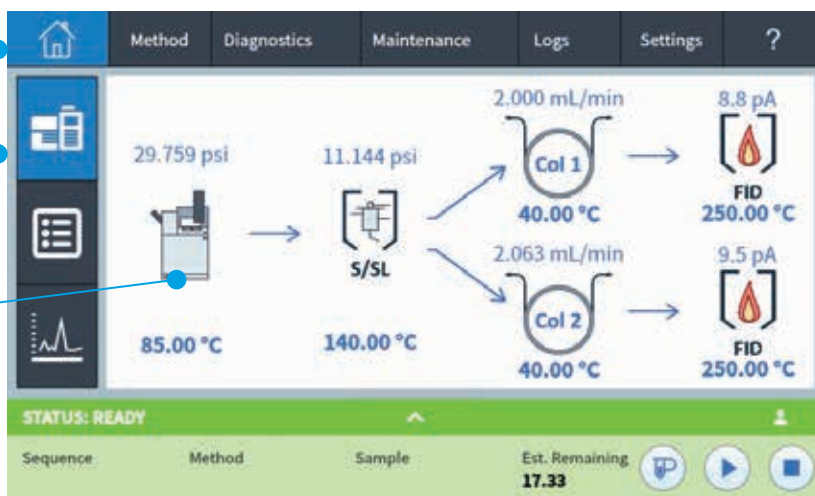 Method
Diagnostics
Maintenance
Logs
Settings
?
2.000 mL/min
8.8 pA
29.759 psi
11.144 psi
Col 1
FID
40.00 °C
250.00 °C
S/SL
2.063 mL/min
9.5 pA
Col 2
85.00 °C
140.00 °C
FID
40.00 °C
250.00 °C
STATUS: READY
Sequence
Method
Sample
Est. Remaining
17.33